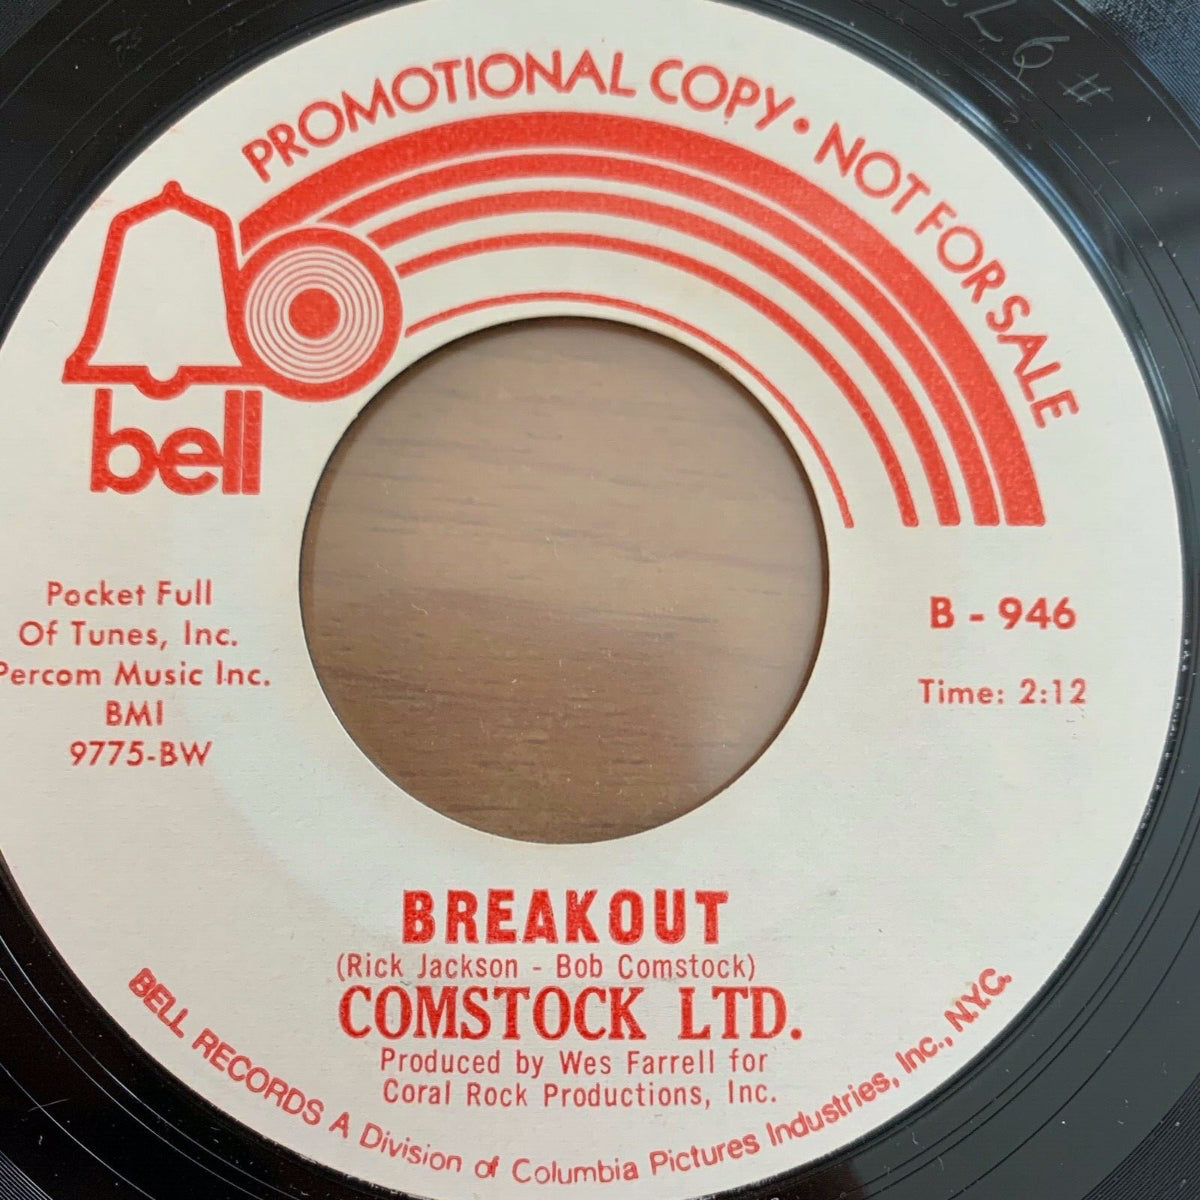 PROMOTIONAL COPY • NOT FOR SALE
bell
Pocket Full
Of Tunes, Inc.
Percom Music Inc.
BMI
9775-BW
B - 946
Time: 2:12
BREAKOUT
(Rick Jackson - Bob Comstock)
COMSTOCK LTD.
Produced by Wes Farrell for
Coral Rock Productions, Inc.
BELL RECORDS A Division of Columbia Pictures Industries, Inc., N.Y.C.